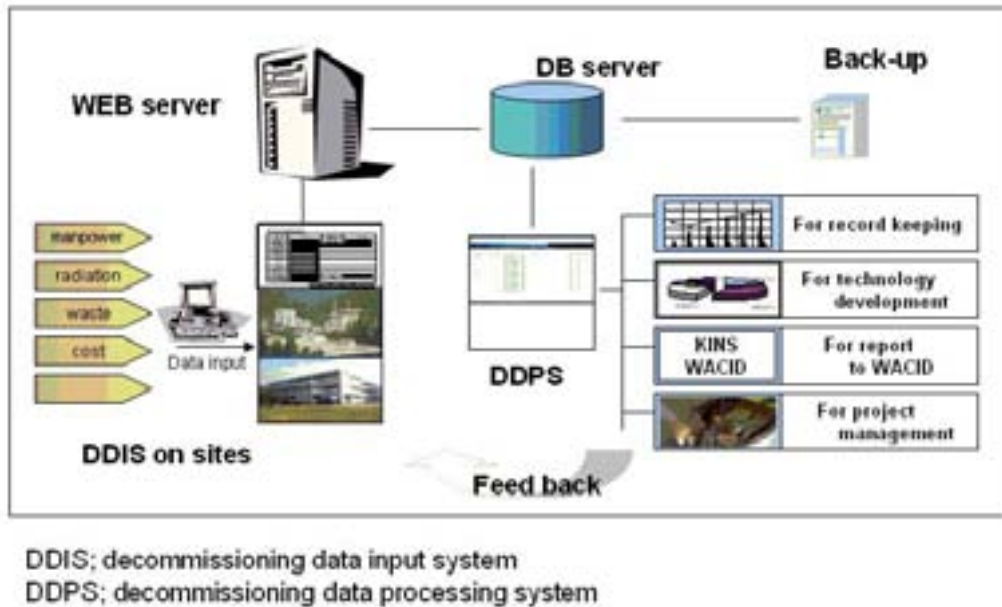 WEB server
DB server
Back-up
manpower
radiation
waste
cost
Data input
DDIS on sites
DDPS
For record keeping
For technology
development
KINS
WACID
For report
to WACID
For project
management
Feed back
DDIS; decommissioning data input system
DDPS; decommissioning data processing system